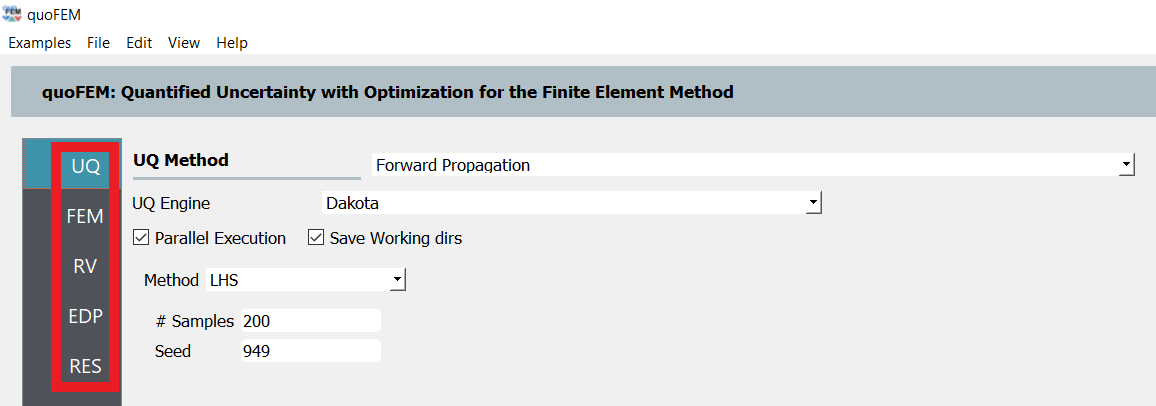 FEM quoFEM
Examples File Edit View Help
quoFEM: Quantified Uncertainty with Optimization for the Finite Element Method
UQ
FEM
RV
EDP
RES
UQ Method Forward Propagation
UQ Engine Dakota
Parallel Execution Save Working dirs
Method LHS
# Samples 200
Seed 949